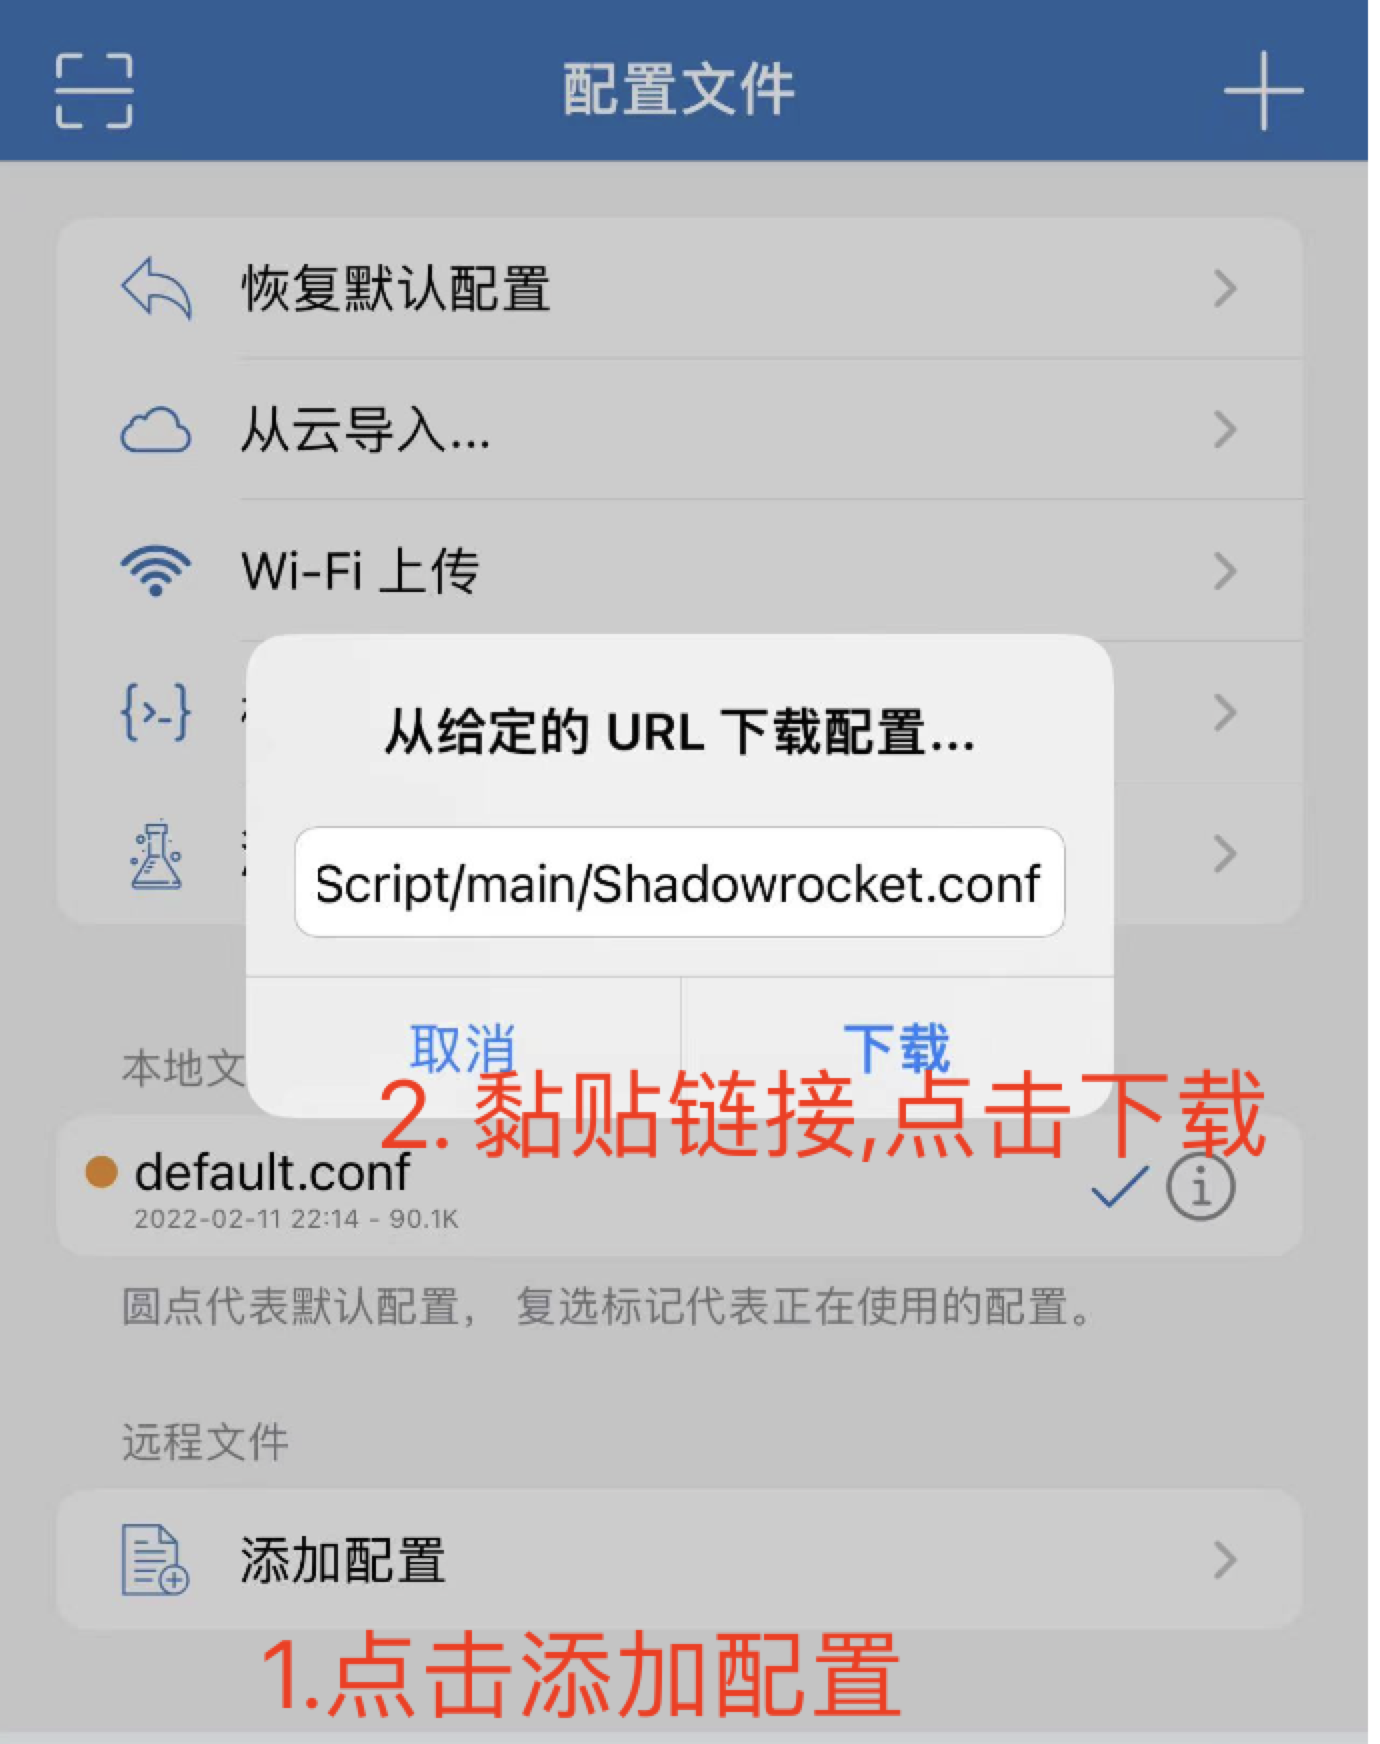 配置文件
恢复默认配置
从云导入...
Wi-Fi 上传
从给定的 URL 下载配置...
Script/main/Shadowrocket.conf
取消
下载
本地文
2. 黏贴链接,点击下载
default.conf
2022-02-11 22:14 - 90.1K
圆点代表默认配置， 复选标记代表正在使用的配置。
远程文件
添加配置
1.点击添加配置